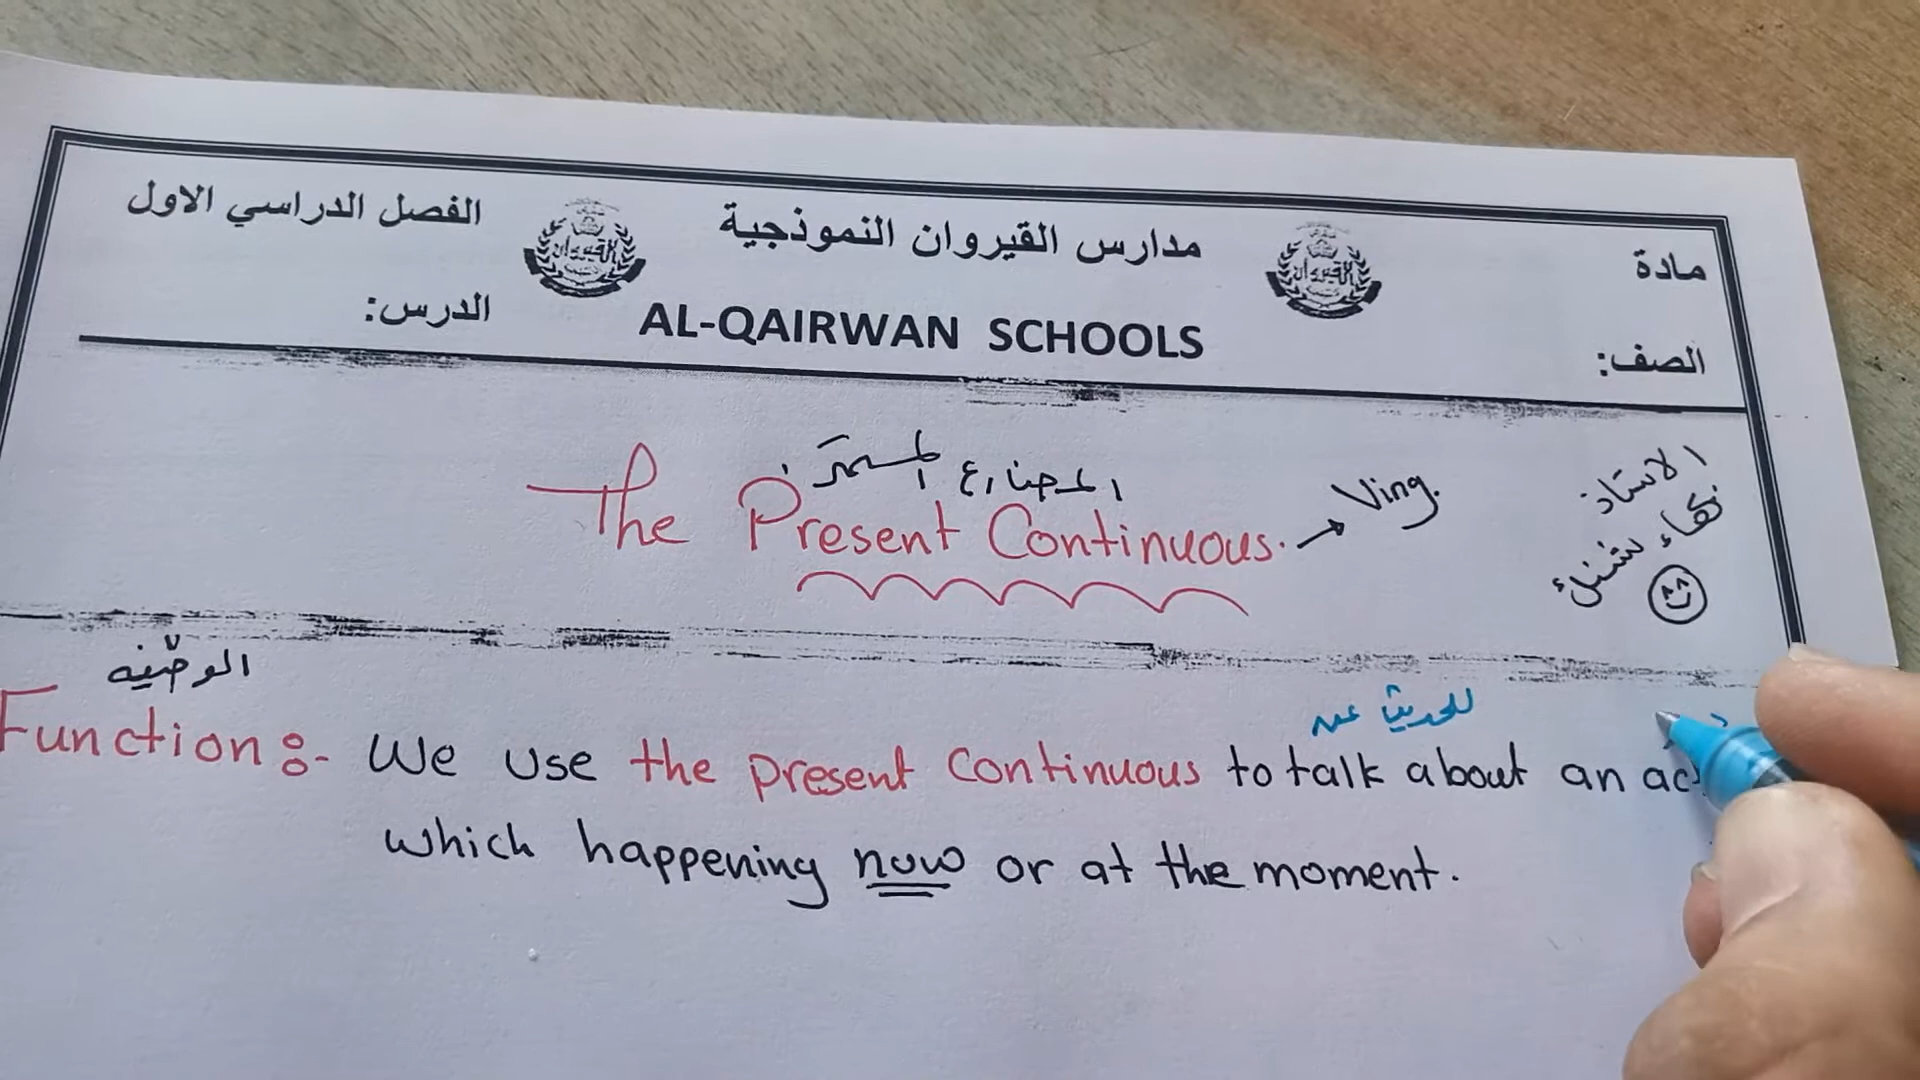 مادة
مدارس القيروان النموذجية
الفصل الدراسي الاول
الصف:
AL-QAIRWAN SCHOOLS
الدرس:
المضارع المستمر
The Present Continuous. → Ving.
الاستاذ
بهاء
الوضيفه
Function:- We use the present continuous to talk about an ac
للحديث عن
which happening now or at the moment.